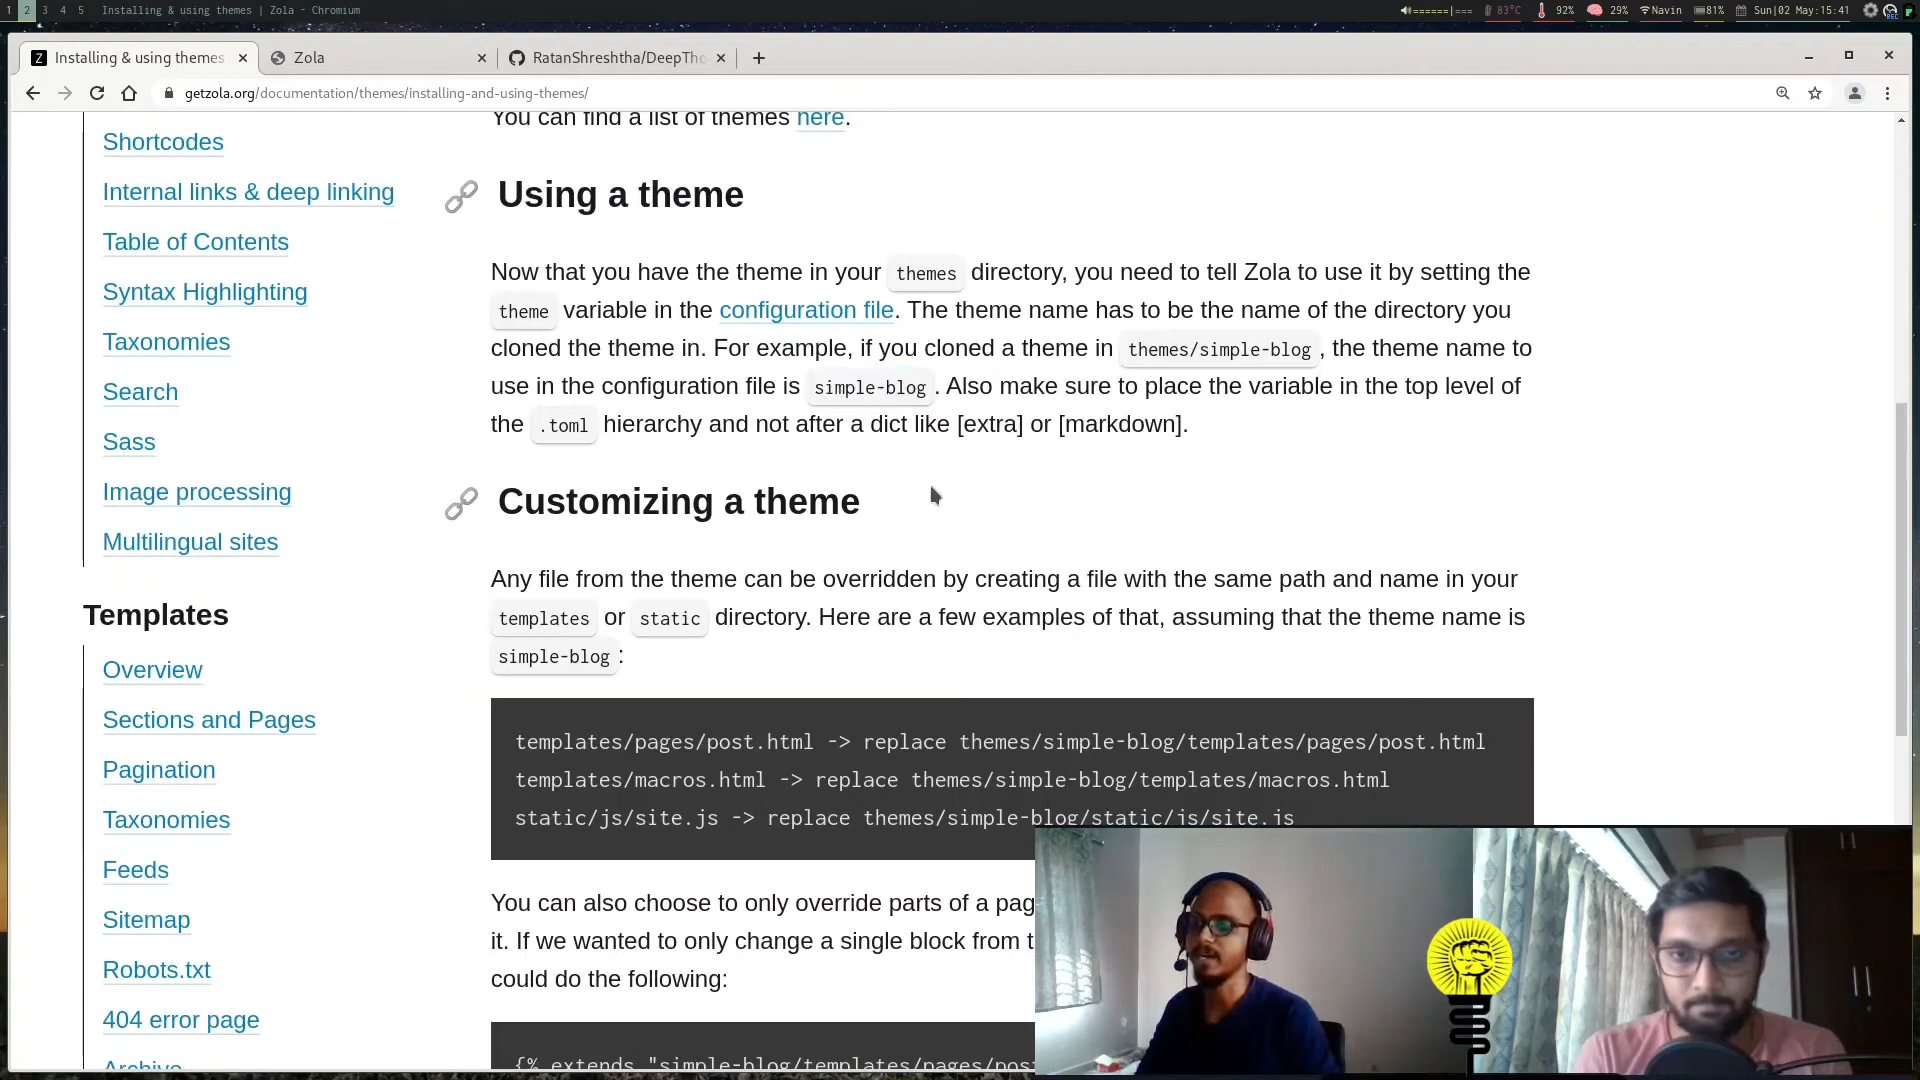 1 2 3 4 5 Installing & using themes | Zola - Chromium
83°C 92% 29% Navin 81% Sun|02 May:15:41
Installing & using themes
Zola
RatanShreshtha/DeepTho
getzola.org/documentation/themes/installing-and-using-themes/
Shortcodes
Internal links & deep linking
Table of Contents
Syntax Highlighting
Taxonomies
Search
Sass
Image processing
Multilingual sites
Templates
Overview
Sections and Pages
Pagination
Taxonomies
Feeds
Sitemap
Robots.txt
404 error page
Archive
You can find a list of themes here.
Using a theme
Now that you have the theme in your themes directory, you need to tell Zola to use it by setting the
theme variable in the configuration file. The theme name has to be the name of the directory you
cloned the theme in. For example, if you cloned a theme in themes/simple-blog, the theme name to
use in the configuration file is simple-blog. Also make sure to place the variable in the top level of
the .toml hierarchy and not after a dict like [extra] or [markdown].
Customizing a theme
Any file from the theme can be overridden by creating a file with the same path and name in your
templates or static directory. Here are a few examples of that, assuming that the theme name is
simple-blog:
templates/pages/post.html -> replace themes/simple-blog/templates/pages/post.html
templates/macros.html -> replace themes/simple-blog/templates/macros.html
static/js/site.js -> replace themes/simple-blog/static/js/site.js
You can also choose to only override parts of a pag
it. If we wanted to only change a single block from t
could do the following:
{% extends "simple-blog/templates/pages/pos